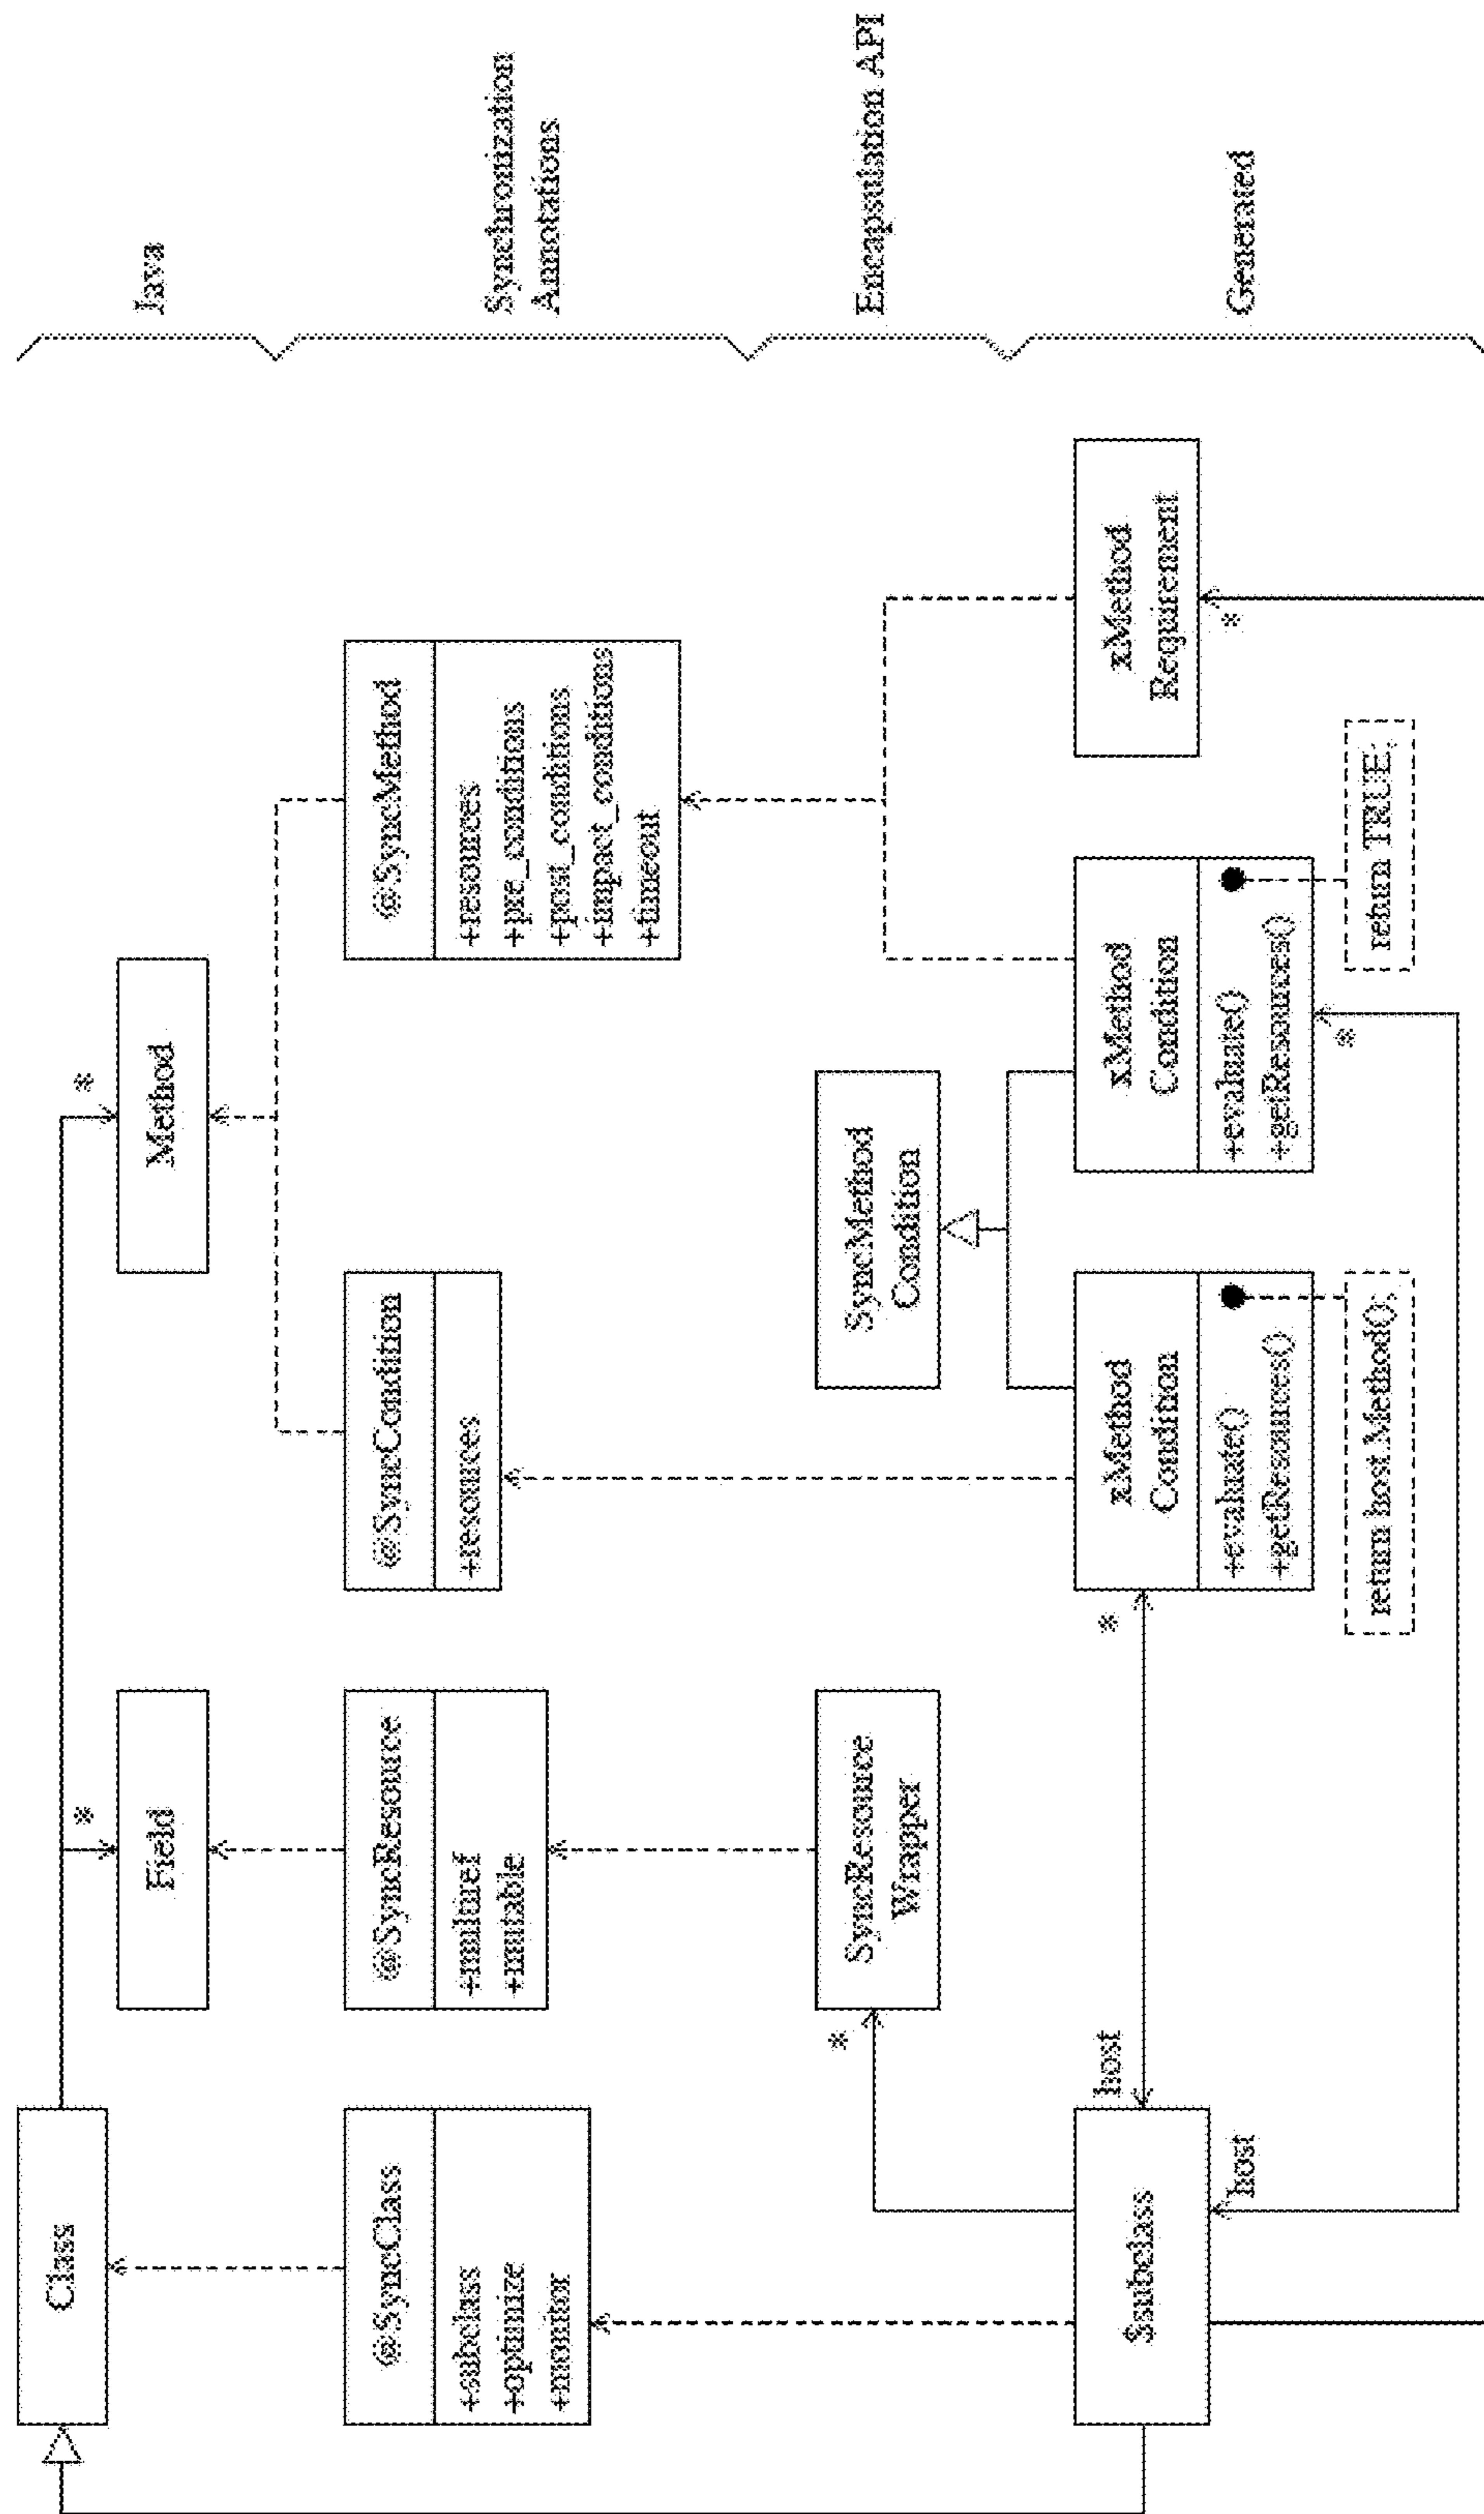 Class
*
*
Field
Method
Java
@SyncClass
+subclass
+optimize
+monitor
@SyncResource
+multiref
+mutable
@SyncCondition
+resources
@SyncMethod
+resources
+pre_conditions
+post_conditions
+impact_conditions
+timeout
Synchronization
Annotations
*
SyncResource
Wrapper
SyncMethod
Condition
Encapsulation API
$subclass
host
host
*
xMethod
Condition
+evaluate()
+getResources()
return host.Method();
xMethod
Condition
+evaluate()
+getResources()
*
return TRUE;
xMethod
Requirement
*
Generated